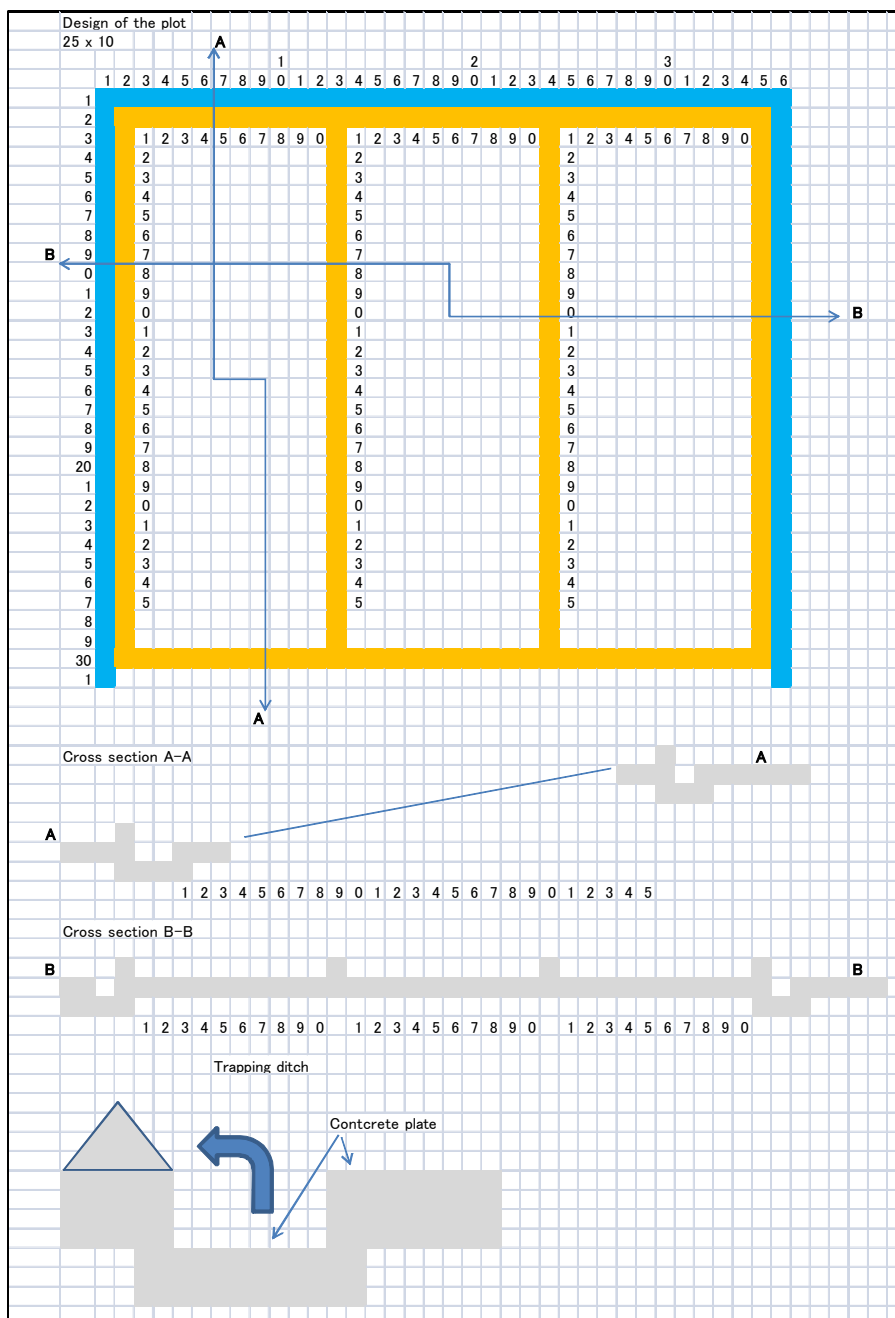 Design of the plot
25 x 10
A
1 2 3
1 2 3 4 5 6 7 8 9 0 1 2 3 4 5 6 7 8 9 0 1 2 3 4 5 6 7 8 9 0 1 2 3 4 5 6
1
2
3 1 2 3 4 5 6 7 8 9 0 1 2 3 4 5 6 7 8 9 0 1 2 3 4 5 6 7 8 9 0
4 2 2 2
5 3 3 3
6 4 4 4
7 5 5 5
8 6 6 6
B 9 7 7 7
0 8 8 8
1 9 9 9
2 0 0 0 B
3 1 1 1
4 2 2 2
5 3 3 3
6 4 4 4
7 5 5 5
8 6 6 6
9 7 7 7
20 8 8 8
1 9 9 9
2 0 0 0
3 1 1 1
4 2 2 2
5 3 3 3
6 4 4 4
7 5 5 5
8
9
30
1
A
Cross section A-A
A
A
1 2 3 4 5 6 7 8 9 0 1 2 3 4 5 6 7 8 9 0 1 2 3 4 5
Cross section B-B
B B
1 2 3 4 5 6 7 8 9 0 1 2 3 4 5 6 7 8 9 0 1 2 3 4 5 6 7 8 9 0
Trapping ditch
Contcrete plate